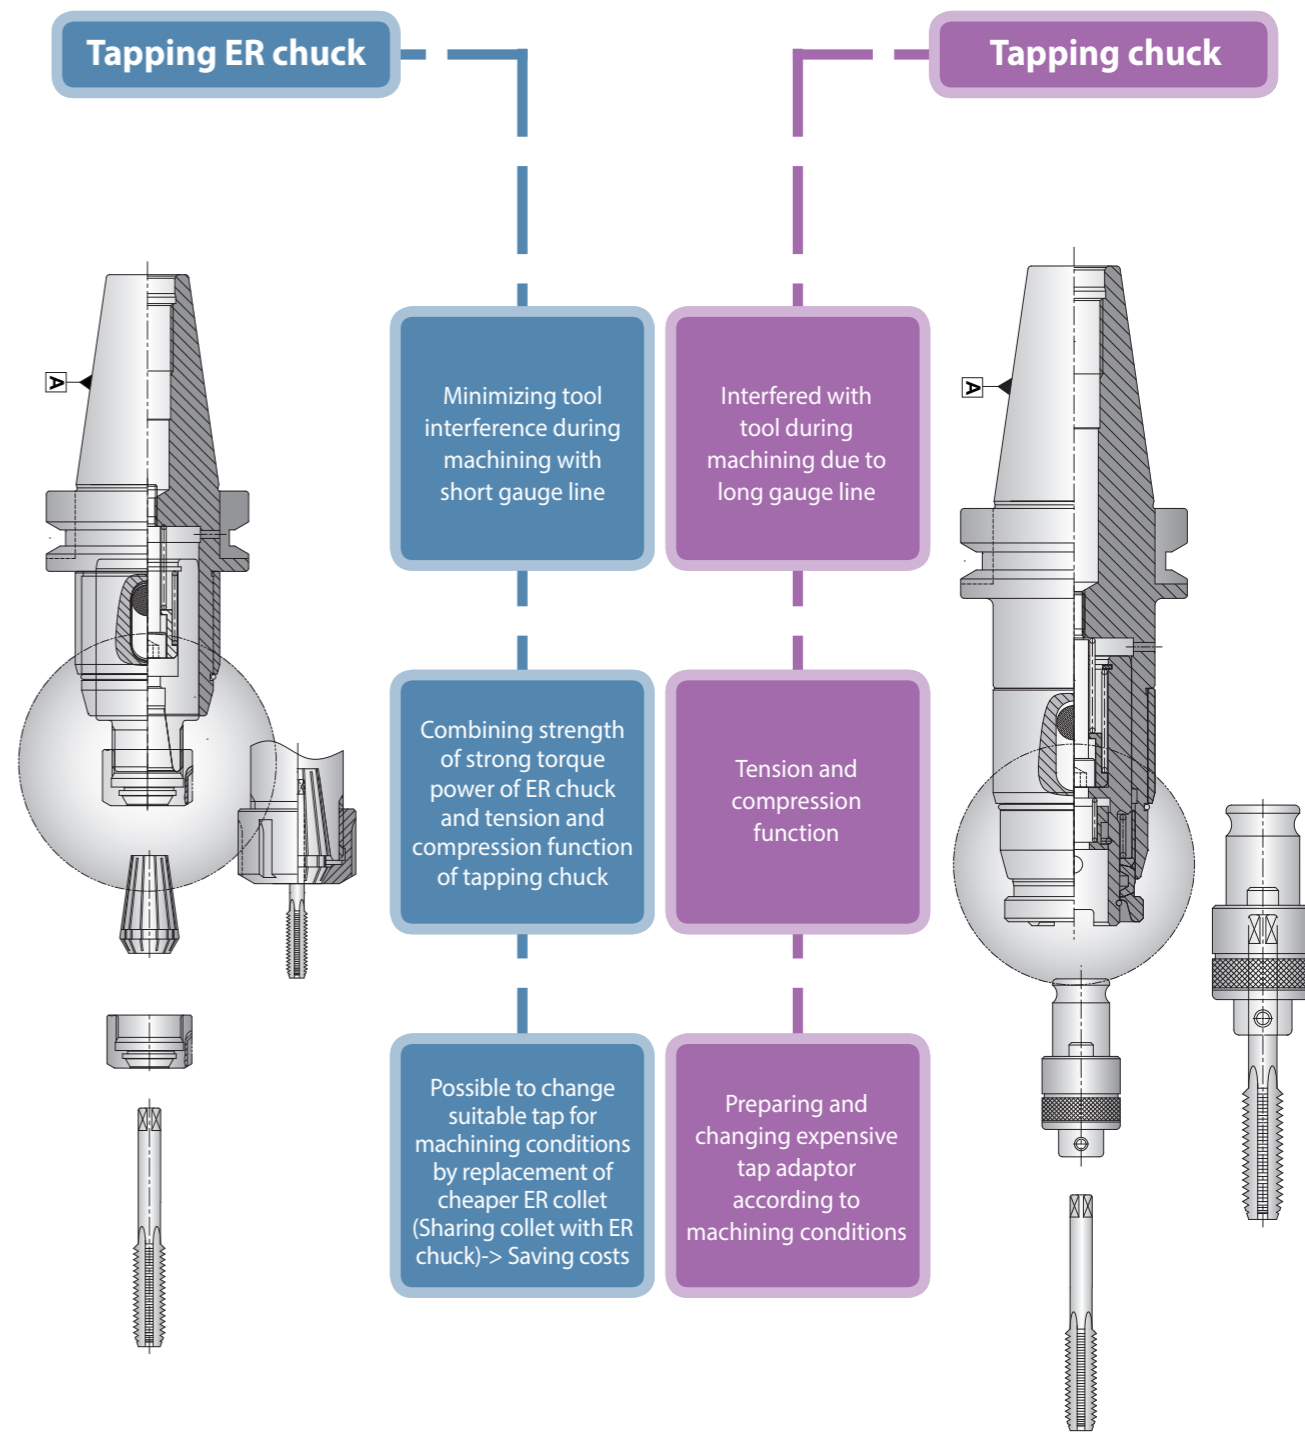 Tapping ER chuck
Tapping chuck
A
A
Minimizing tool
interference during
machining with
short gauge line
Interfered with
tool during
machining due to
long gauge line
Combining strength
of strong torque
power of ER chuck
and tension and
compression function
of tapping chuck
Tension and
compression
function
Possible to change
suitable tap for
machining conditions
by replacement of
cheaper ER collet
(Sharing collet with ER
chuck)-> Saving costs
Preparing and
changing expensive
tap adaptor
according to
machining conditions